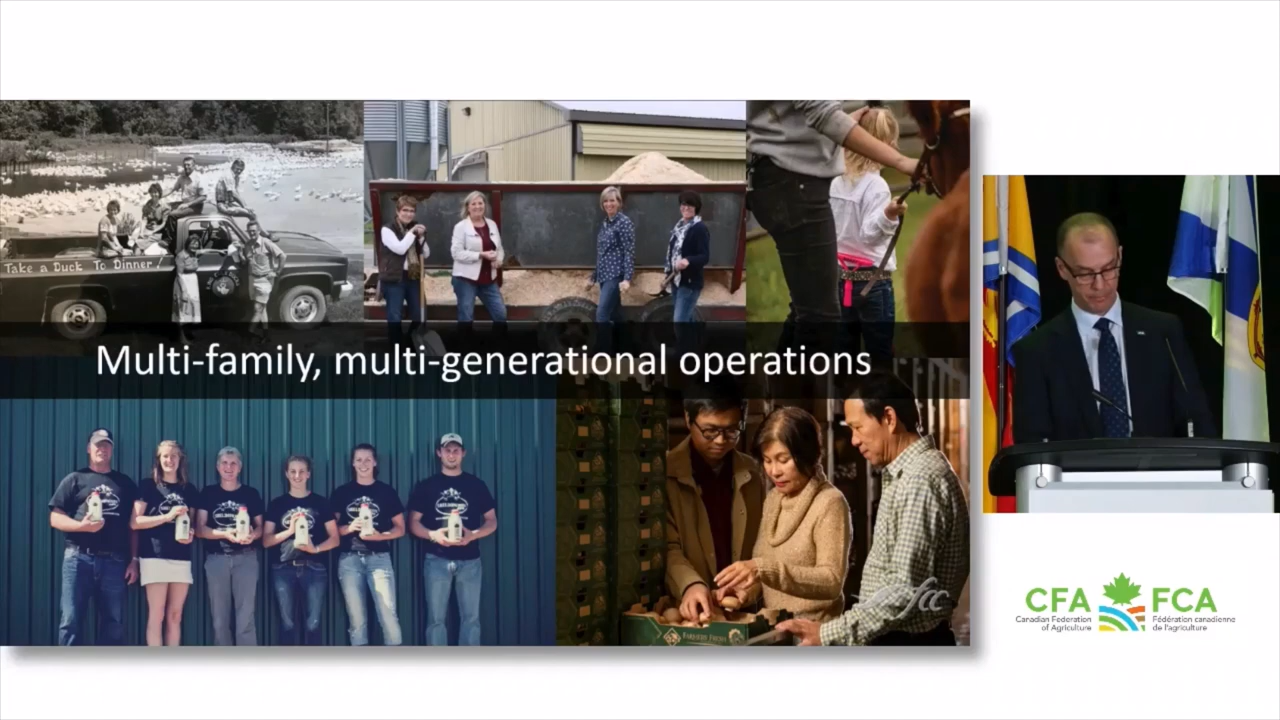 Take a Duck To Dinner!
Multi-family, multi-generational operations
fcc
CFA
Canadian Federation
of Agriculture
FCA
Fédération canadienne
de l'agriculture